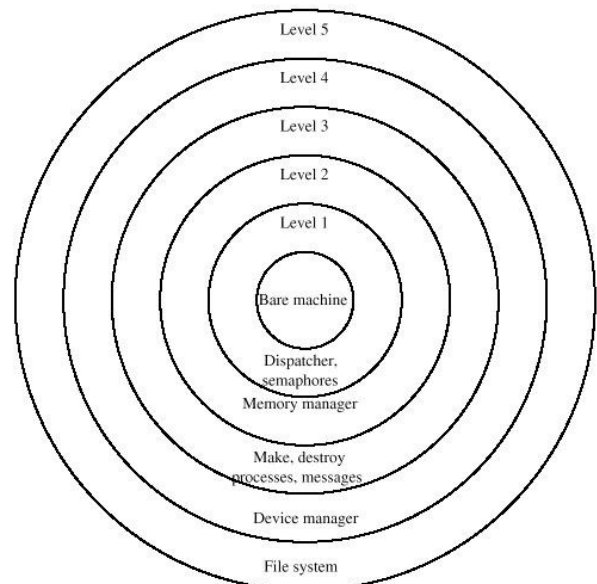 Level 5
Level 4
Level 3
Level 2
Level 1
Bare machine
Dispatcher,
semaphores
Memory manager
Make, destroy
processes, messages
Device manager
File system